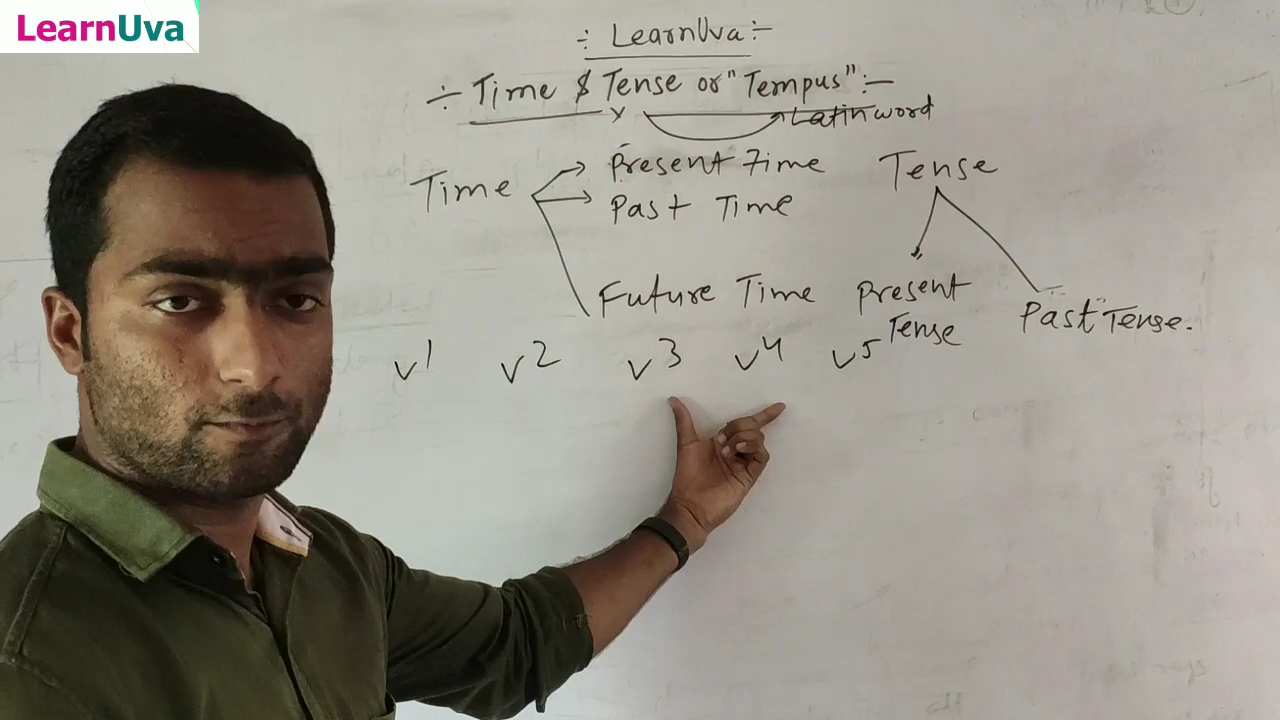 LearnUva
÷ LearnUva ÷
÷ Time & Tense or "Tempus" :-
x Latin word
Time
Present Time
Past Time
Future Time
Tense
Present
Tense
Past Tense.
v1 v2 v3 v4 v5